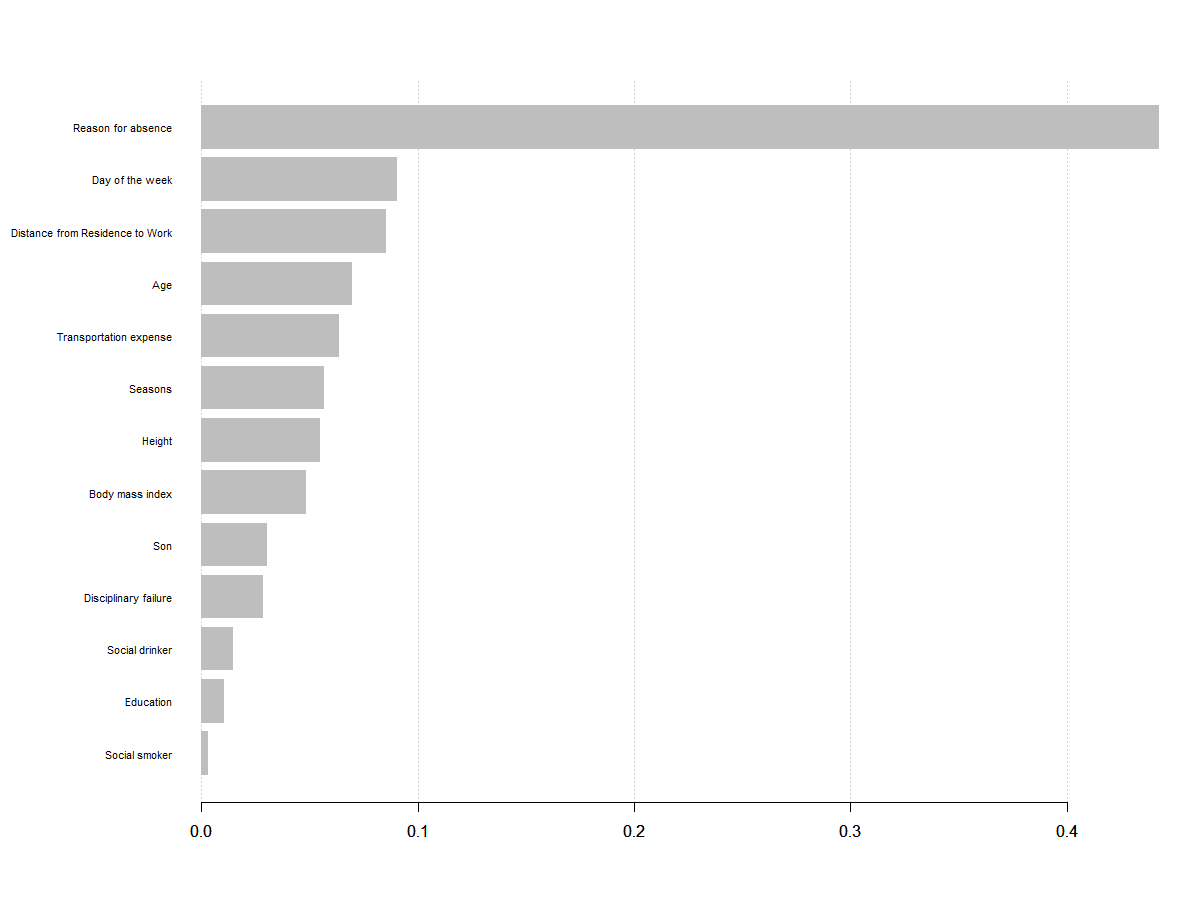 Reason for absence
Day of the week
Distance from Residence to Work
Age
Transportation expense
Seasons
Height
Body mass index
Son
Disciplinary failure
Social drinker
Education
Social smoker
0.0 0.1 0.2 0.3 0.4